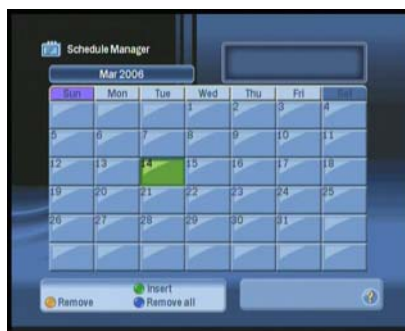 Schedule Manager
Mar 2006
Sun Mon Tue Wed Thu Fri Sat
1 2 3 4
5 6 7 8 9 10 11
12 13 14 15 16 17 18
19 20 21 22 23 24 25
26 27 28 29 30 31
Insert
Remove Remove all
?